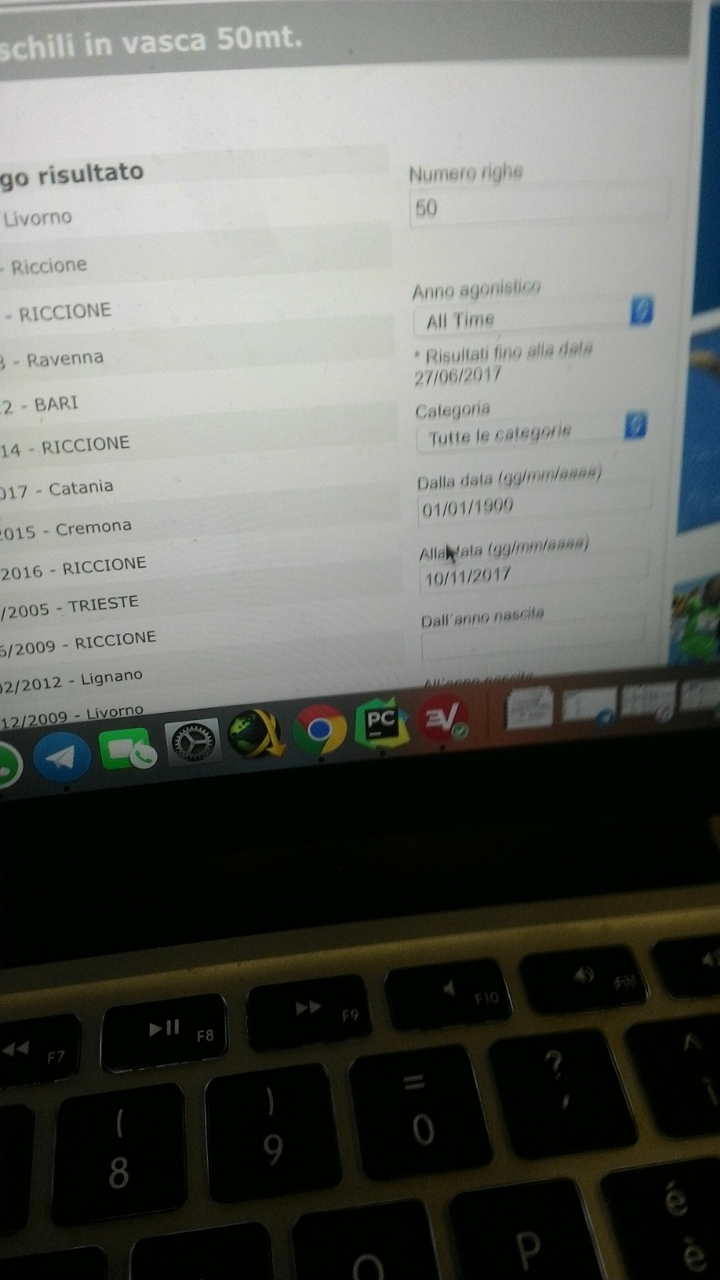 schili in vasca 50mt.
go risultato
Livorno
- Riccione
- RICCIONE
3 - Ravenna
2 - BARI
14 - RICCIONE
017 - Catania
2015 - Cremona
2016 - RICCIONE
/2005 - TRIESTE
6/2009 - RICCIONE
02/2012 - Lignano
12/2009 - Livorno
Numero righe
50
Anno agonistico
All Time
* Risultati fino alla data
27/06/2017
Categoria
Tutte le categorie
Dalla data (gg/mm/aaaa)
01/01/1900
Alla data (gg/mm/aaaa)
10/11/2017
Dall'anno nascita
All'anno nascita
PC
F7
F8
F9
F10
F11
( 8
) 9
= 0
? '
^ ì
O
P
é è